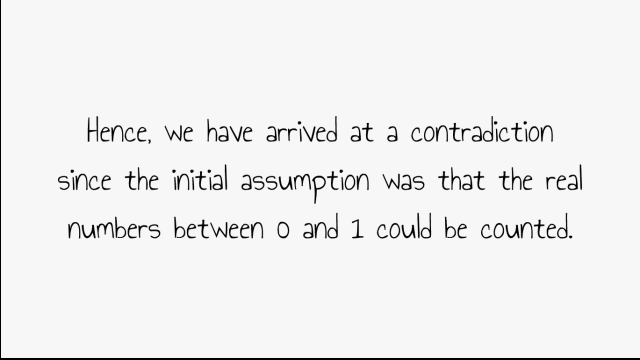 Hence, we have arrived at a contradiction
since the initial assumption was that the real
numbers between 0 and 1 could be counted.